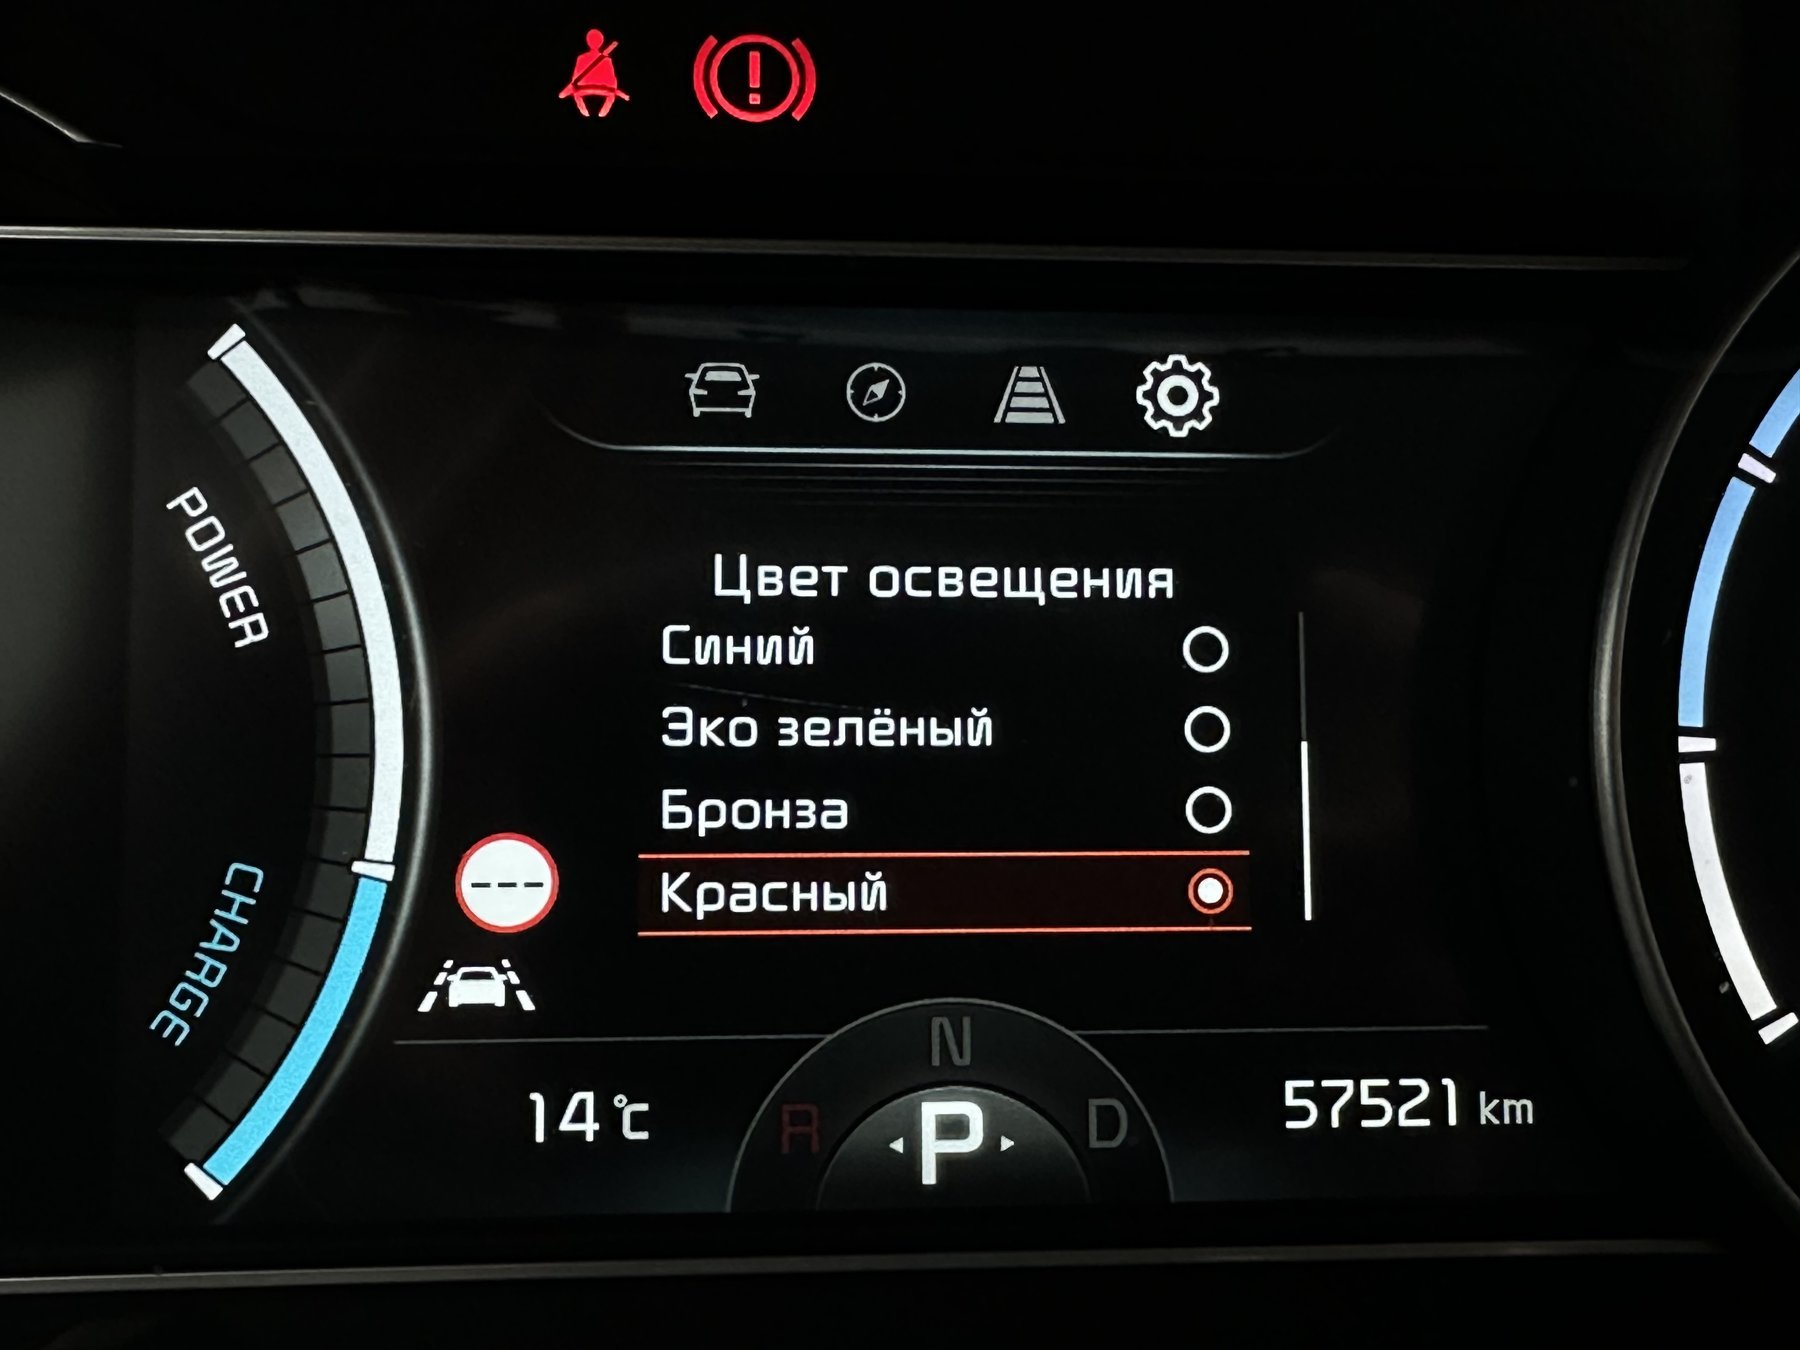 POWER
CHARGE
Цвет освещения
Синий
Эко зелёный
Бронза
Красный
---
N
R
P
D
14 °C
57521 km